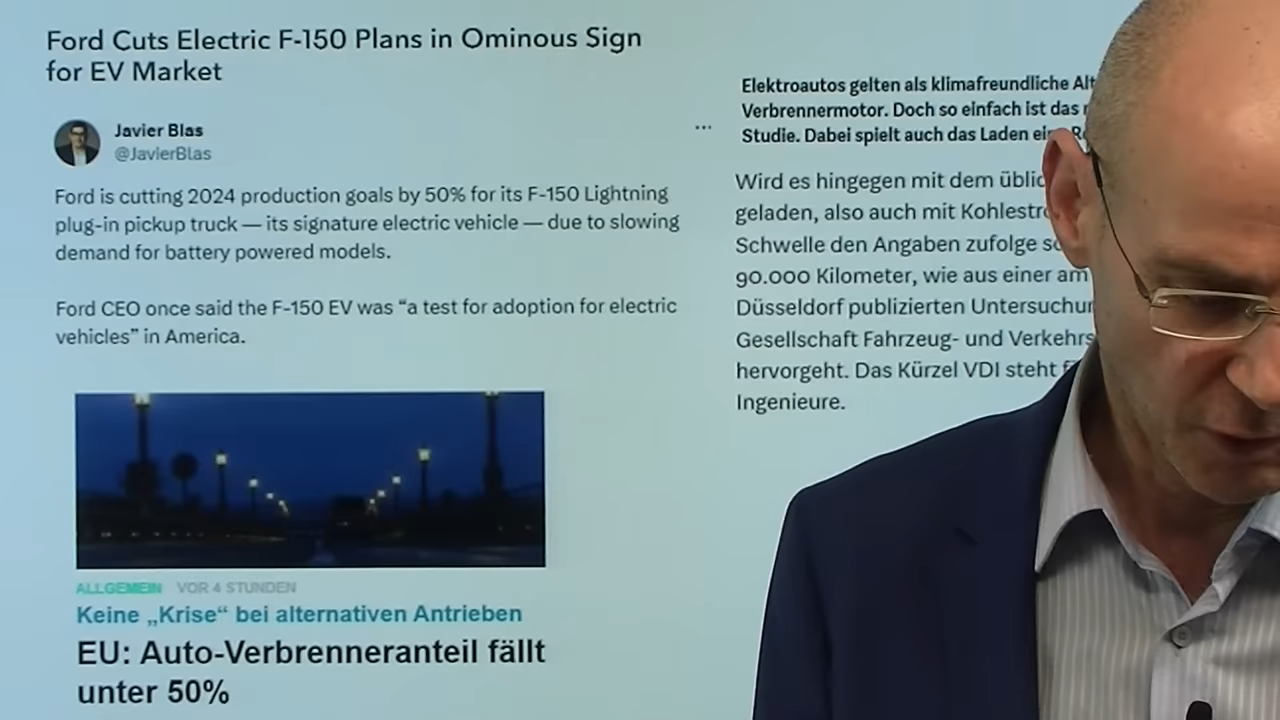 Ford Cuts Electric F-150 Plans in Ominous Sign
for EV Market
Javier Blas
@JavierBlas
...
Ford is cutting 2024 production goals by 50% for its F-150 Lightning
plug-in pickup truck — its signature electric vehicle — due to slowing
demand for battery powered models.
Ford CEO once said the F-150 EV was “a test for adoption for electric
vehicles” in America.
ALLGEMEIN VOR 4 STUNDEN
Keine „Krise“ bei alternativen Antrieben
EU: Auto-Verbrenneranteil fällt
unter 50%
Elektroautos gelten als klimafreundliche
Verbrennermotor. Doch so einfach ist das
Studie. Dabei spielt auch das Laden
Wird es hingegen mit dem
geladen, also auch mit
Schwelle den Angaben zufolge
90.000 Kilometer, wie aus einer am
Düsseldorf publizierten
Gesellschaft Fahrzeug- und
hervorgeht. Das Kürzel VDI steht
Ingenieure.